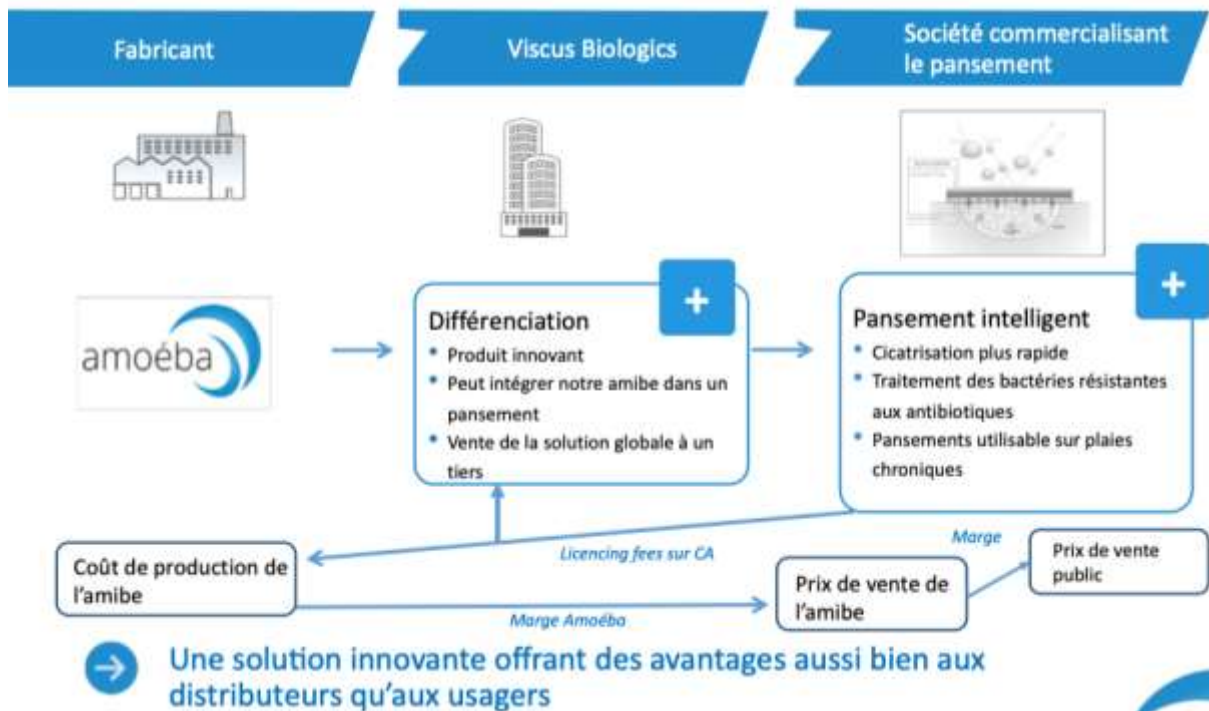 Fabricant
Viscus Biologics
Société commercialisant
le pansement
amoéba
Différenciation
• Produit innovant
• Peut intégrer notre amibe dans un
pansement
• Vente de la solution globale à un
tiers
+
Pansement intelligent
• Cicatrisation plus rapide
• Traitement des bactéries résistantes
aux antibiotiques
• Pansements utilisable sur plaies
chroniques
+
Licencing fees sur CA
Marge
Coût de production de
l'amibe
Marge Amoéba
Prix de vente de
l'amibe
Prix de vente
public
Une solution innovante offrant des avantages aussi bien aux
distributeurs qu'aux usagers